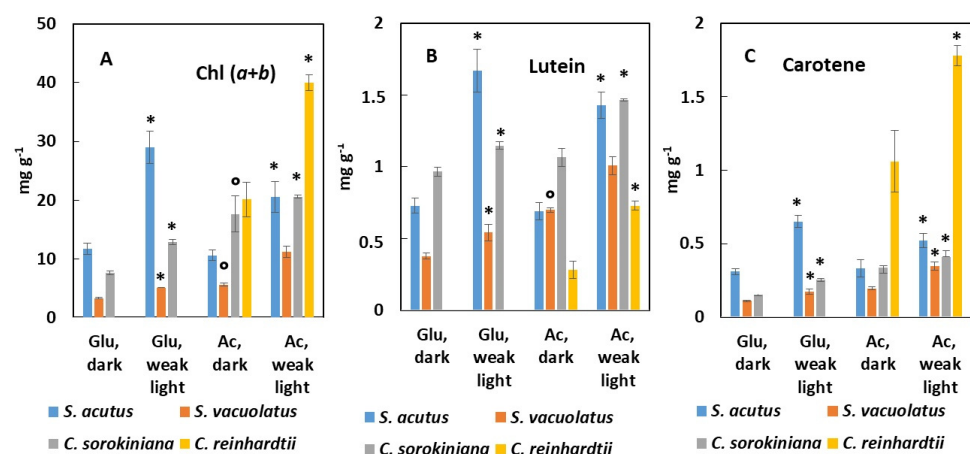 A
Chl (a+b)
mg g-1
50
40
30
20
10
0
* * * * * * *
o o
Glu, dark
Glu, weak light
Ac, dark
Ac, weak light
S. acutus S. vacuolatus
C. sorokiniana C. reinhardtii
B
Lutein
mg g-1
2
1.5
1
0.5
0
* * * o * * *
Glu, dark
Glu, weak light
Ac, dark
Ac, weak light
S. acutus S. vacuolatus
C. sorokiniana C. reinhardtii
C
Carotene
mg g-1
2
1.5
1
0.5
0
* * * * * * *
Glu, dark
Glu, weak light
Ac, dark
Ac, weak light
S. acutus S. vacuolatus
C. sorokiniana C. reinhardtii